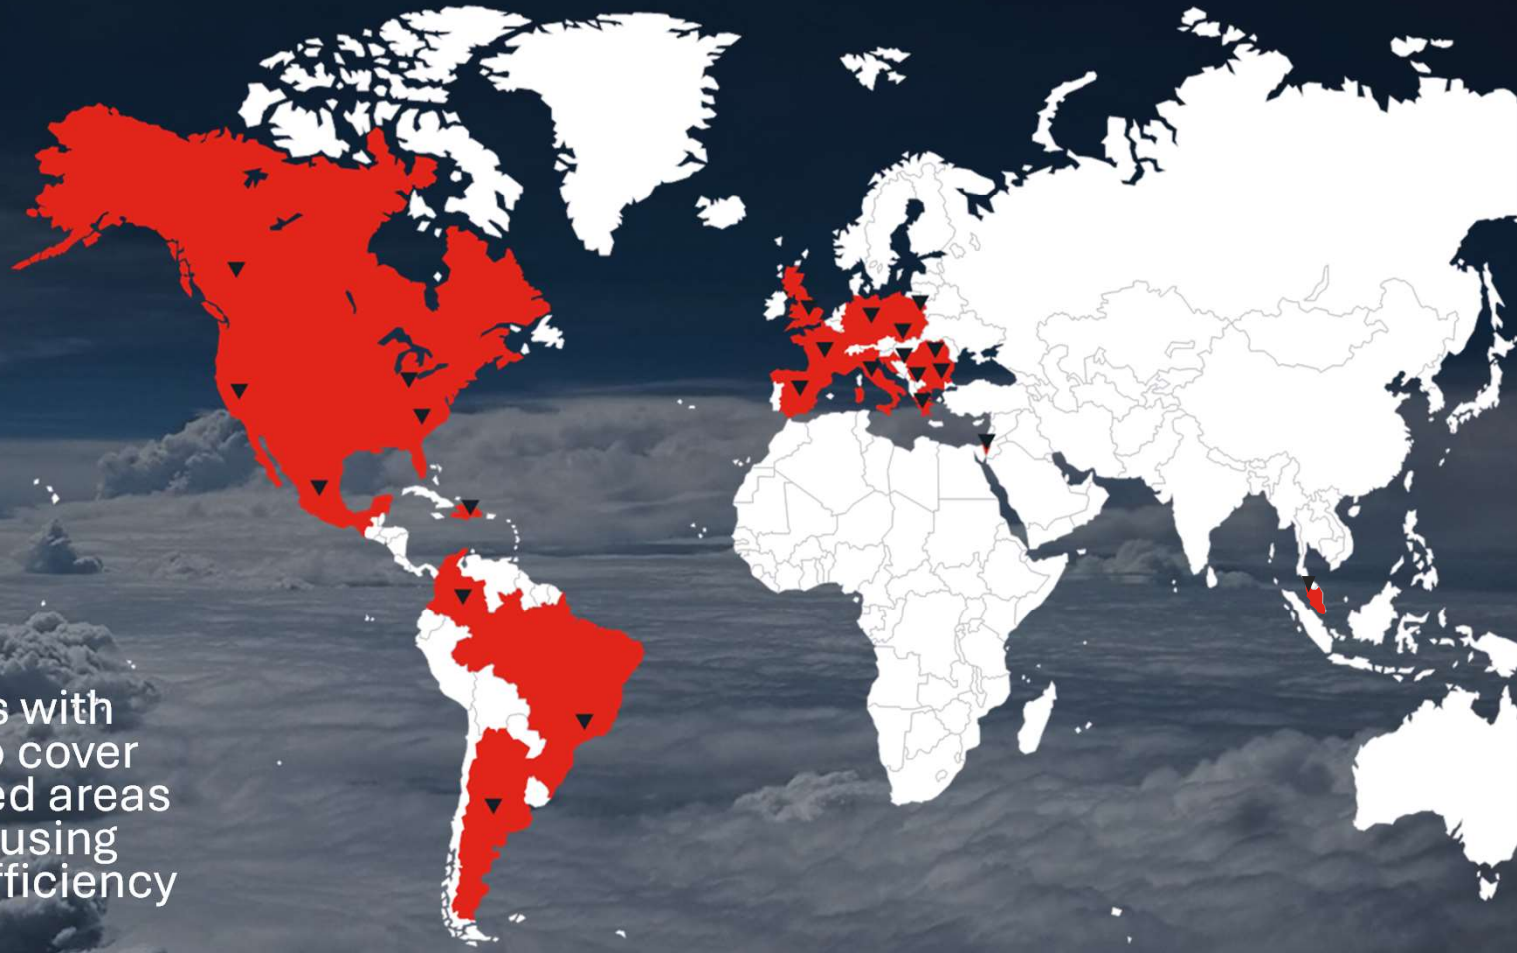 s with
cover
ed areas
using
fficiency